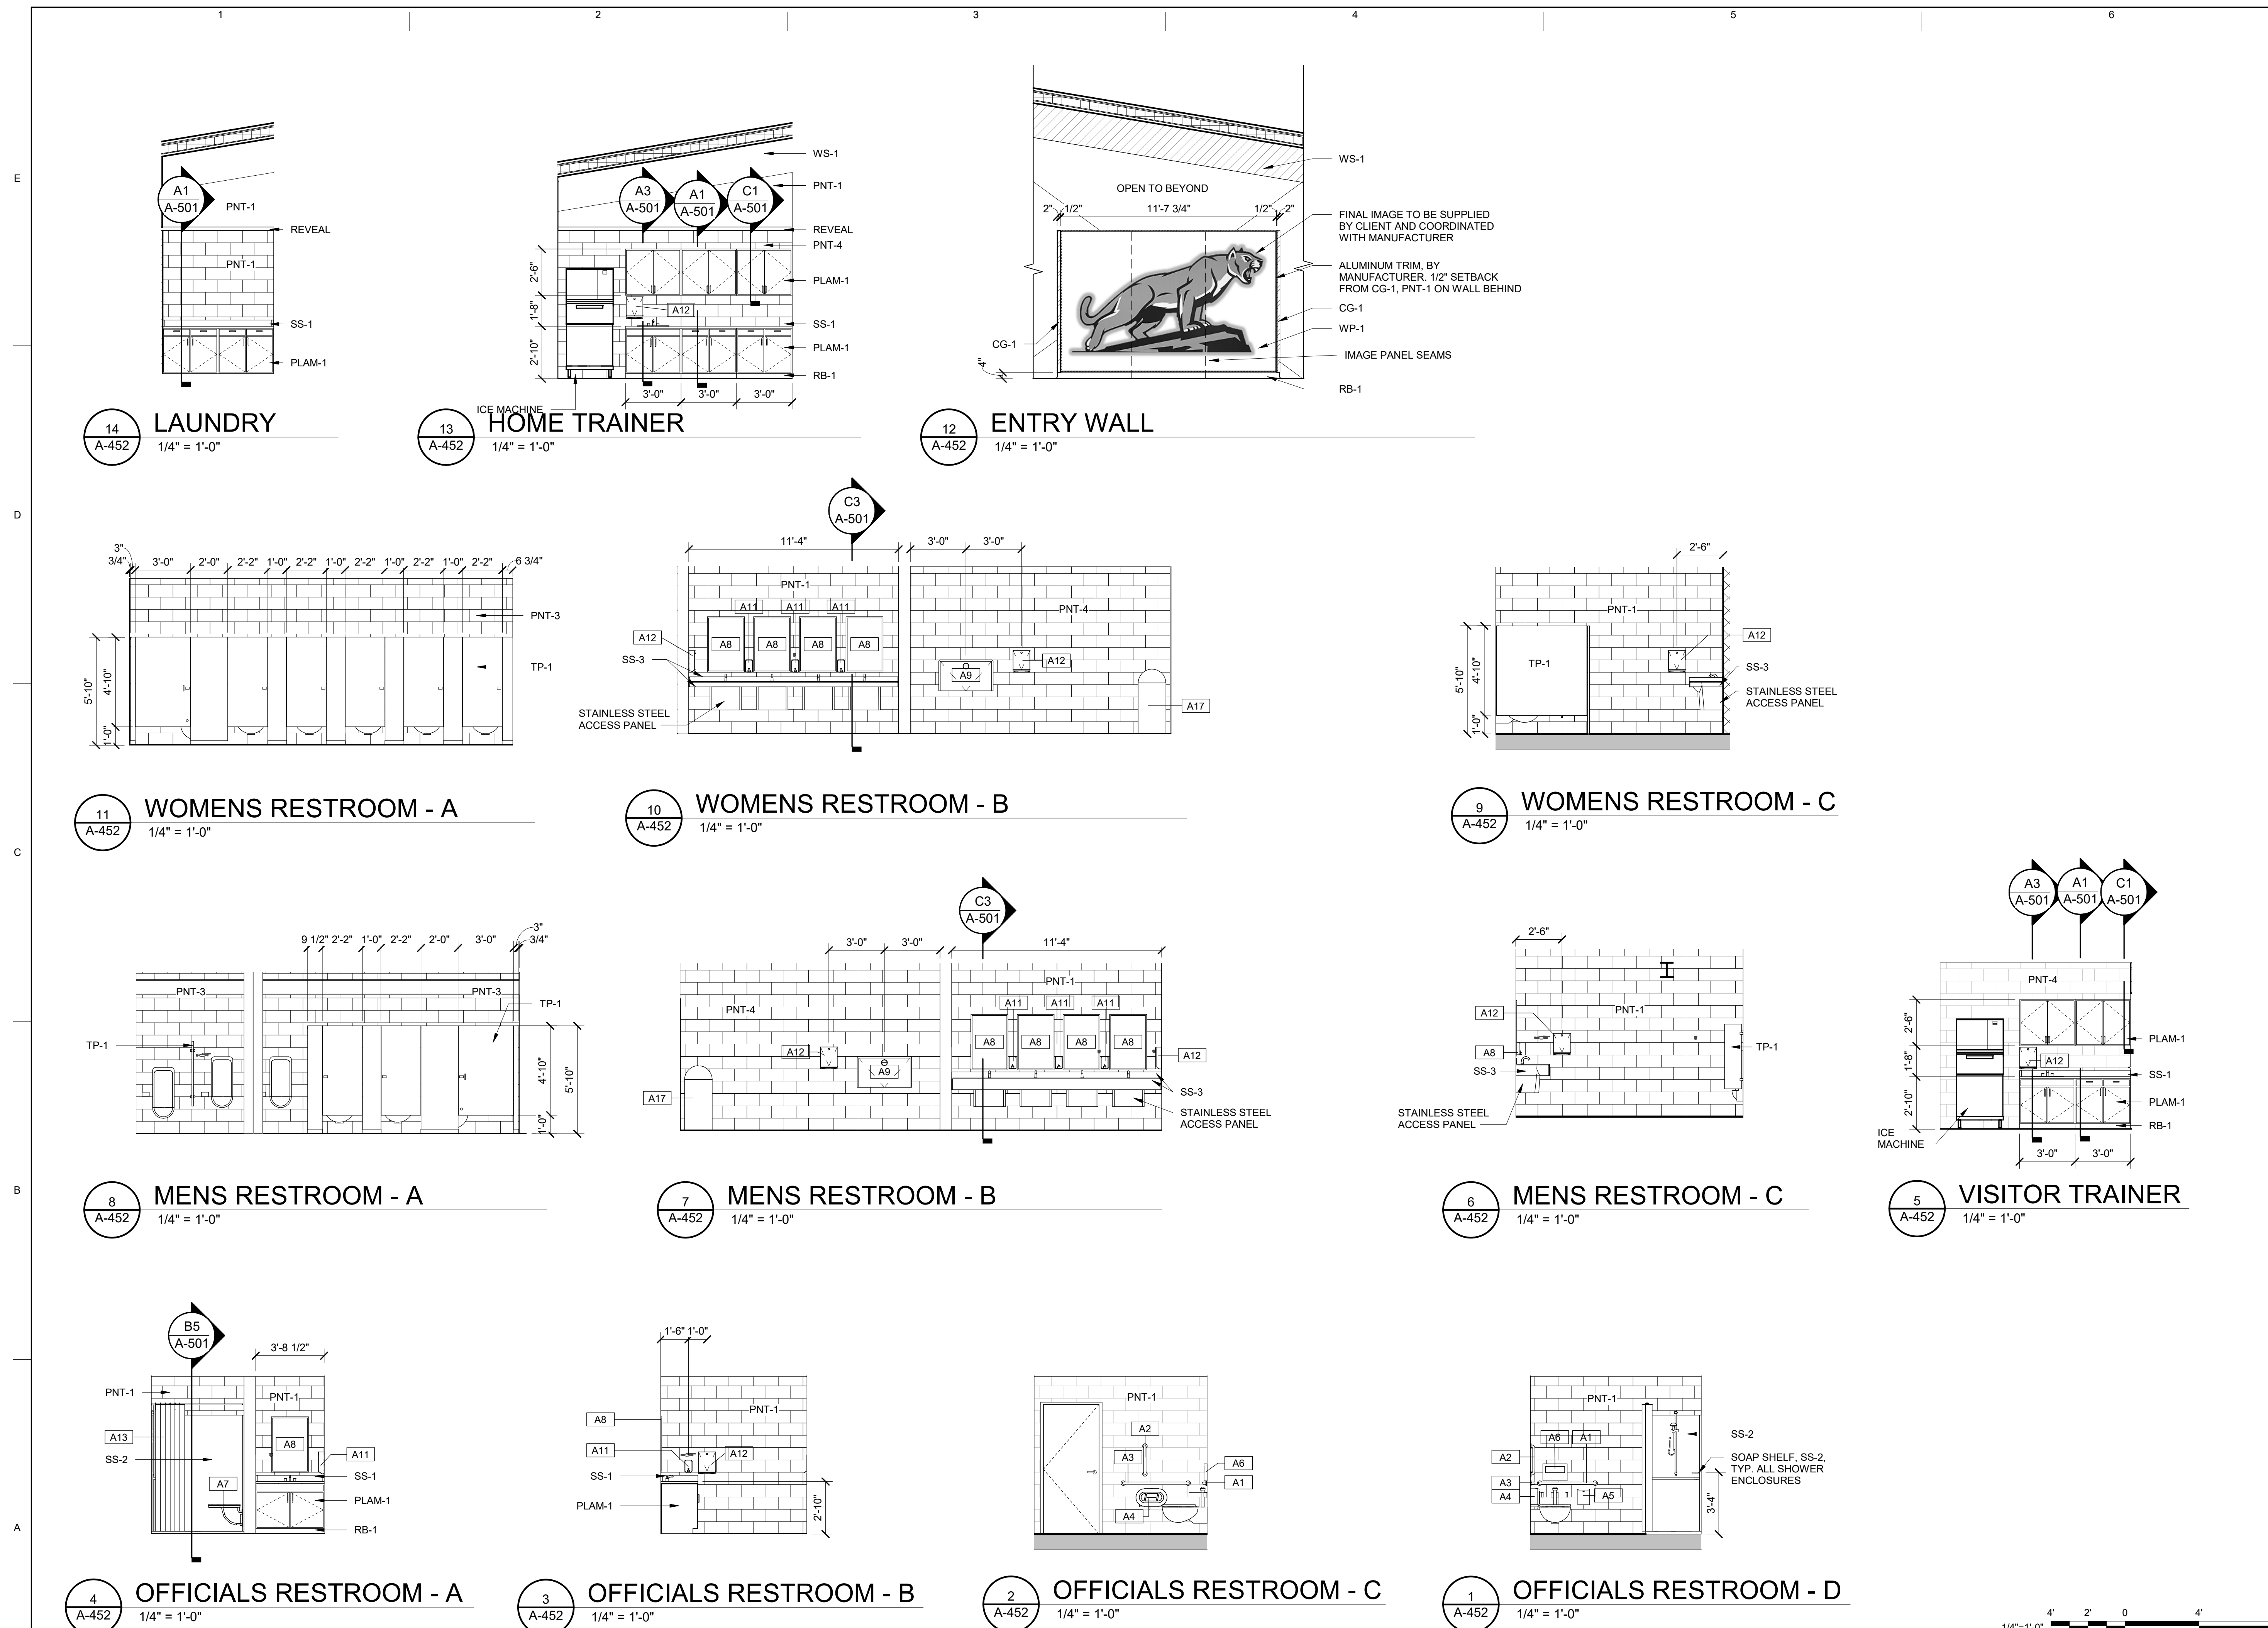 1
2
3
4
5
6
E
D
C
B
A
A1
A-501
PNT-1
REVEAL
PNT-1
SS-1
PLAM-1
14
A-452
LAUNDRY
1/4" = 1'-0"
WS-1
A3
A-501
A1
A-501
C1
A-501
PNT-1
REVEAL
PNT-4
2'-6"
PLAM-1
1'-8"
A12
SS-1
2'-10"
PLAM-1
RB-1
3'-0"
3'-0"
3'-0"
ICE MACHINE
13
A-452
HOME TRAINER
1/4" = 1'-0"
WS-1
OPEN TO BEYOND
2"
1/2"
11'-7 3/4"
1/2"
2"
FINAL IMAGE TO BE SUPPLIED
BY CLIENT AND COORDINATED
WITH MANUFACTURER
ALUMINUM TRIM, BY
MANUFACTURER. 1/2" SETBACK
FROM CG-1, PNT-1 ON WALL BEHIND
CG-1
WP-1
CG-1
IMAGE PANEL SEAMS
4"
RB-1
12
A-452
ENTRY WALL
1/4" = 1'-0"
3"
3/4"
3'-0"
2'-0"
2'-2"
1'-0"
2'-2"
1'-0"
2'-2"
1'-0"
2'-2"
1'-0"
2'-2"
6 3/4"
PNT-3
TP-1
5'-10"
4'-10"
1'-0"
11
A-452
WOMENS RESTROOM - A
1/4" = 1'-0"
C3
A-501
11'-4"
3'-0"
3'-0"
PNT-1
A11
A11
A11
PNT-4
A12
A8
A8
A8
A8
SS-3
A12
A9
STAINLESS STEEL
ACCESS PANEL
A17
10
A-452
WOMENS RESTROOM - B
1/4" = 1'-0"
2'-6"
PNT-1
A12
TP-1
SS-3
5'-10"
4'-10"
STAINLESS STEEL
ACCESS PANEL
1'-0"
9
A-452
WOMENS RESTROOM - C
1/4" = 1'-0"
9 1/2"
2'-2"
1'-0"
2'-2"
2'-0"
3'-0"
3"
3/4"
PNT-3
PNT-3
TP-1
TP-1
4'-10"
5'-10"
1'-0"
8
A-452
MENS RESTROOM - A
1/4" = 1'-0"
C3
A-501
3'-0"
3'-0"
11'-4"
PNT-1
PNT-4
A11
A11
A11
A12
A8
A8
A8
A8
A12
A9
SS-3
A17
STAINLESS STEEL
ACCESS PANEL
7
A-452
MENS RESTROOM - B
1/4" = 1'-0"
2'-6"
A12
PNT-1
A8
TP-1
SS-3
STAINLESS STEEL
ACCESS PANEL
6
A-452
MENS RESTROOM - C
1/4" = 1'-0"
A3
A-501
A1
A-501
C1
A-501
PNT-4
2'-6"
PLAM-1
1'-8"
A12
SS-1
2'-10"
PLAM-1
RB-1
ICE
MACHINE
3'-0"
3'-0"
5
A-452
VISITOR TRAINER
1/4" = 1'-0"
B5
A-501
3'-8 1/2"
PNT-1
PNT-1
A13
A8
A11
SS-2
SS-1
A7
PLAM-1
RB-1
4
A-452
OFFICIALS RESTROOM - A
1/4" = 1'-0"
1'-6"
1'-0"
PNT-1
A8
A11
A12
SS-1
PLAM-1
2'-10"
3
A-452
OFFICIALS RESTROOM - B
1/4" = 1'-0"
PNT-1
A2
A3
A6
A1
A4
2
A-452
OFFICIALS RESTROOM - C
1/4" = 1'-0"
PNT-1
A6
A1
SS-2
A2
SOAP SHELF, SS-2,
TYP. ALL SHOWER
ENCLOSURES
A3
A4
A5
3'-4"
1
A-452
OFFICIALS RESTROOM - D
1/4" = 1'-0"
4'
2'
0
4'
1/4"=1'-0"